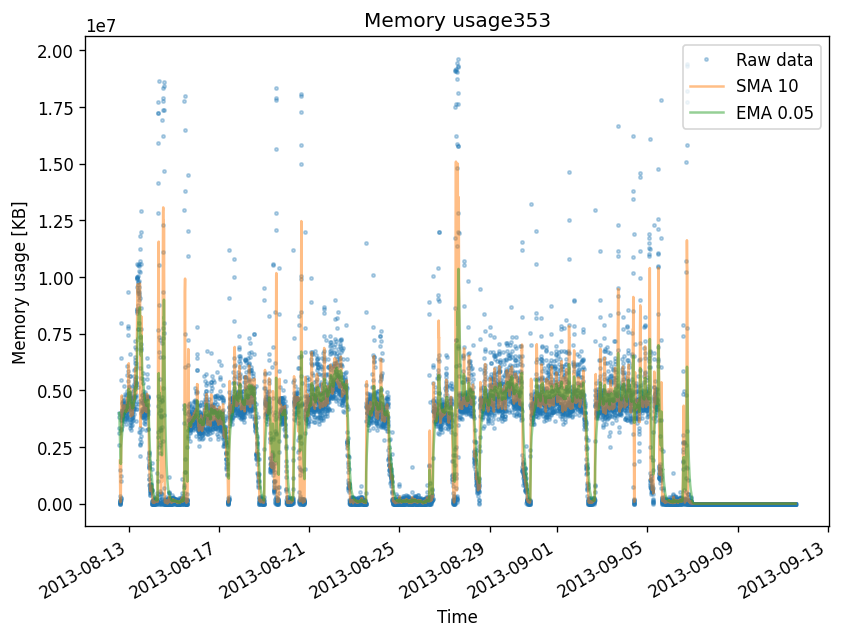 Memory usage353
1e7
Raw data
SMA 10
EMA 0.05
2.00
1.75
1.50
1.25
1.00
0.75
0.50
0.25
0.00
Memory usage [KB]
2013-08-13
2013-08-17
2013-08-21
2013-08-25
2013-08-29
2013-09-01
2013-09-05
2013-09-09
2013-09-13
Time